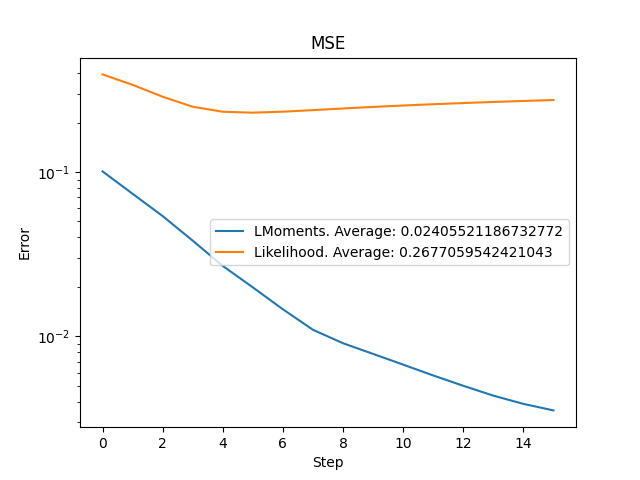 MSE
10⁻¹
10⁻²
Error
LMoments. Average: 0.02405521186732772
Likelihood. Average: 0.2677059542421043
0 2 4 6 8 10 12 14
Step